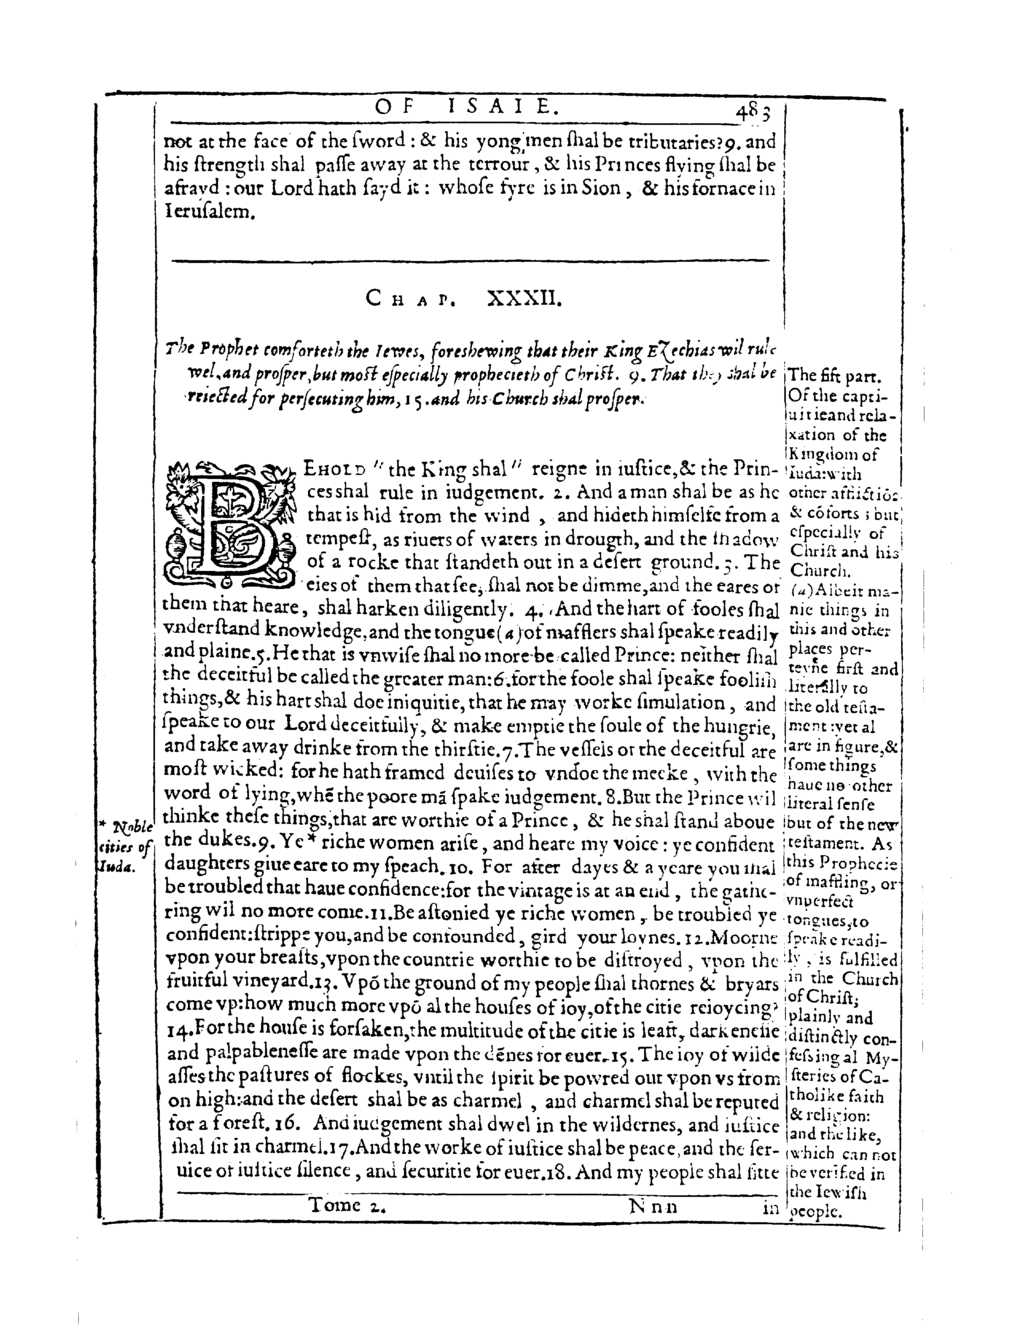 OF ISAIE. 483
not at the face of the ſword : & his yong men ſhal be tributaries? 9. and
his ſtrength shal paſſe away at the terrour, & his Princes flying ſhal be
afrayd : our Lord hath ſayd it : whoſe fyre is in Sion, & his fornace in
Ieruſalem.
CHAP. XXXII.
The Prophet comforteth the Iewes, foreshewing that their King Ezechias wil rule
wel, and proſper, but moſt eſpecially prophecieth of Chriſt. 9. That they shal be
reiected for perſecuting him, 15. and his Church shal proſper.
BEHOLD " the King shal " reigne in iuſtice, & the Prin-
ces shal rule in iudgement. 2. And a man shal be as he
that is hid from the wind, and hideth himſelfe from a
tempeſt, as riuers of waters in drougth, and the shadow
of a rocke that ſtandeth out in a deſert ground. 3. The
eies of them that ſee, ſhal not be dimme, and the eares of
them that heare, shal harken diligently. 4. And the hart of fooles ſhal
vnderſtand knowledge, and the tongue (a) of mafflers shal ſpeake readily
and plaine. 5. He that is vnwiſe ſhal no more be called Prince: neither ſhal
the deceitful be called the greater man: 6. for the foole shal ſpeake fooliſh
things, & his hart shal doe iniquitie, that he may worke ſimulation, and
ſpeake to our Lord deceitfully, & make emptie the ſoule of the hungrie,
and take away drinke from the thirſtie. 7. The veſſels of the deceitful are
moſt wicked: for he hath framed deuiſes to vndoe the meeke, with the
word of lying, whē the poore mā ſpake iudgement. 8. But the Prince wil
thinke theſe things, that are worthie of a Prince, & he shal ſtand aboue
the dukes. 9. Ye * riche women ariſe, and heare my voice : ye confident
daughters giue eare to my ſpeach. 10. For after dayes & a yeare you ſhal
be troubled that haue confidence: for the vintage is at an end, the gathe-
ring wil no more come. 11. Be aſtonied ye riche women, be troubled ye
confident: ſtrippe you, and be confounded, gird your loynes. 12. Moorne
vpon your breaſts, vpon the countrie worthie to be diſtroyed, vpon the
fruitful vineyard. 13. Vpō the ground of my people ſhal thornes & bryars
come vp: how much more vpō al the houſes of ioy, of the citie reioycing?
14. For the houſe is forſaken, the multitude of the citie is leaft, darkeneſſe
and palpableneſſe are made vpon the dēnes for euer. 15. The ioy of wilde
aſſes the paſtures of flockes, vntil the ſpirit be powred out vpon vs from
on high: and the deſert shal be as charmel, and charmel shal be reputed
for a foreſt. 16. And iudgement shal dwel in the wildernes, and iuſtice
ſhal ſit in charmel. 17. And the worke of iuſtice shal be peace, and the ſer-
uice of iuſtice ſilence, and ſecuritie for euer. 18. And my people shal ſitte
Tome 2. Nnn in
* Noble
cities of
Iuda.
The fift part.
Of the capti-
uitie and rela-
xation of the
Kingdom of
Iuda: with
other afflictiōs
& cōforts ; but
eſpecially of
Chriſt and his
Church.
(a) Albeit ma-
nie things in
this and other
places per-
teyne firſt and
literally to
the old teſta-
ment : yet al
are in figure, &
ſome things
haue no other
literal ſenſe
but of the new
teſtament. As
this Prophecie
of maffling, or
vnperfect
tongues, to
ſpeake readi-
ly, is fulfilled
in the Church
of Chriſt;
plainly and
diſtinctly con-
feſsing al My-
ſteries of Ca-
tholike faith
& religion:
and the like,
which can not
be verified in
the Iewiſh
people.